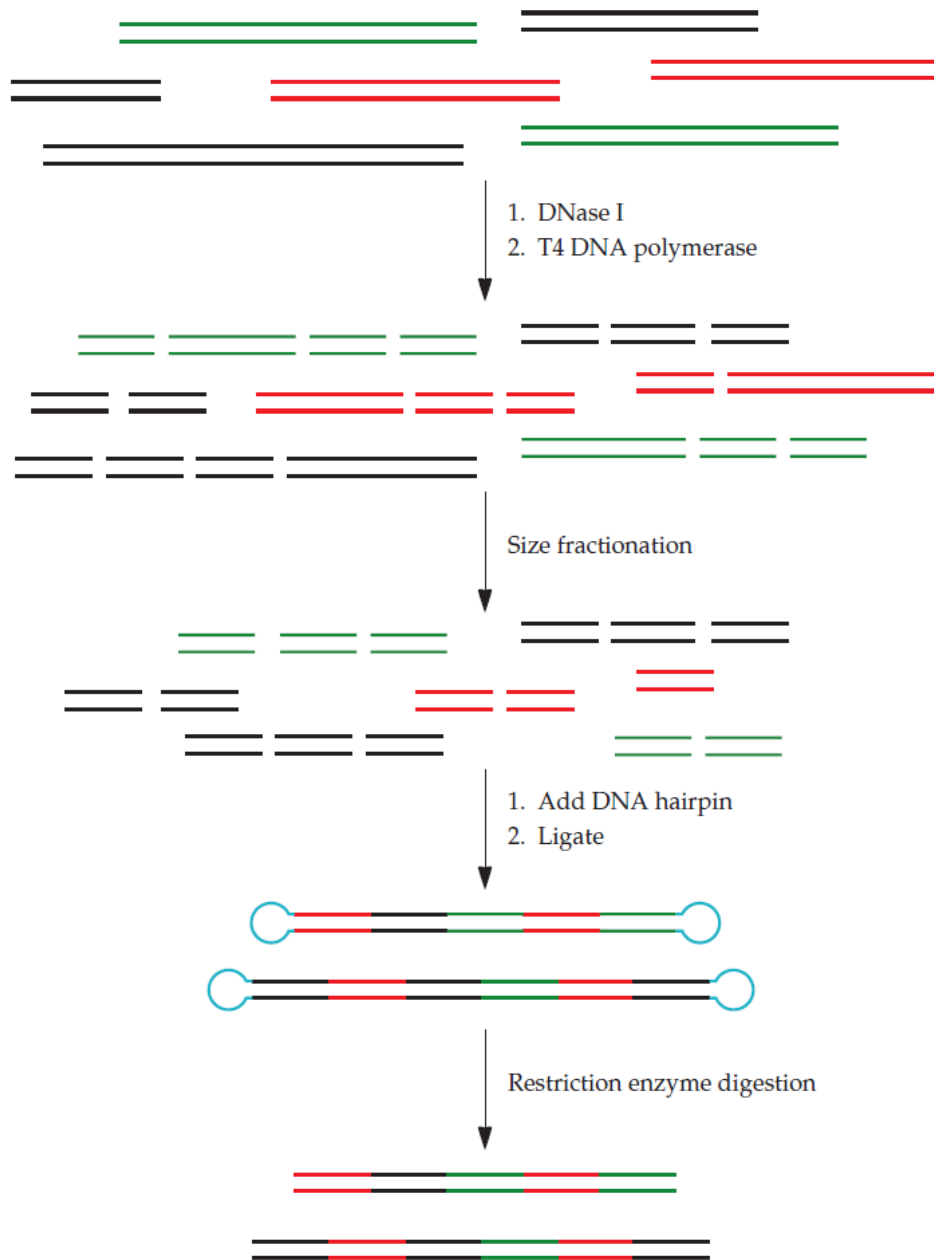 1. DNase I
2. T4 DNA polymerase
Size fractionation
1. Add DNA hairpin
2. Ligate
Restriction enzyme digestion